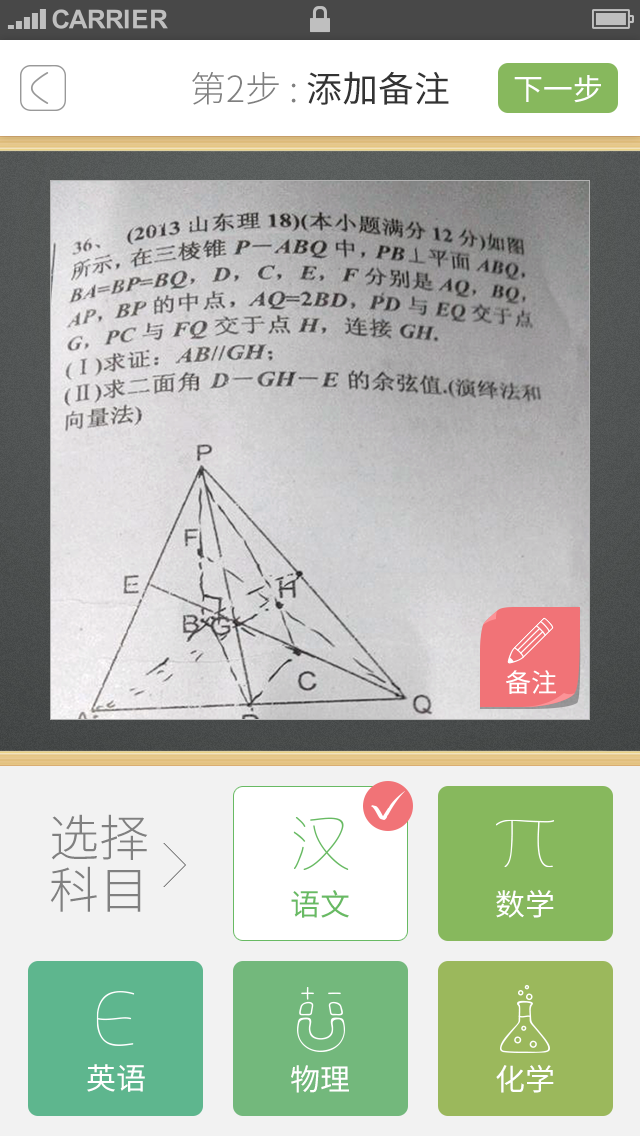 CARRIER
第2步 : 添加备注
下一步
36、 (2013 山东理 18)(本小题满分 12 分)如图
所示，在三棱锥 P－ABQ 中，PB⊥平面 ABQ，
BA=BP=BQ，D，C，E，F 分别是 AQ，BQ，
AP，BP 的中点，AQ=2BD，PD 与 EQ 交于点
G，PC 与 FQ 交于点 H，连接 GH.
(Ⅰ)求证：AB//GH；
(Ⅱ)求二面角 D－GH－E 的余弦值.(演绎法和
向量法)
P
F
E
H
B
G
C
Q
备注
选择
科目
汉
语文
π
数学
E
英语
物理
化学